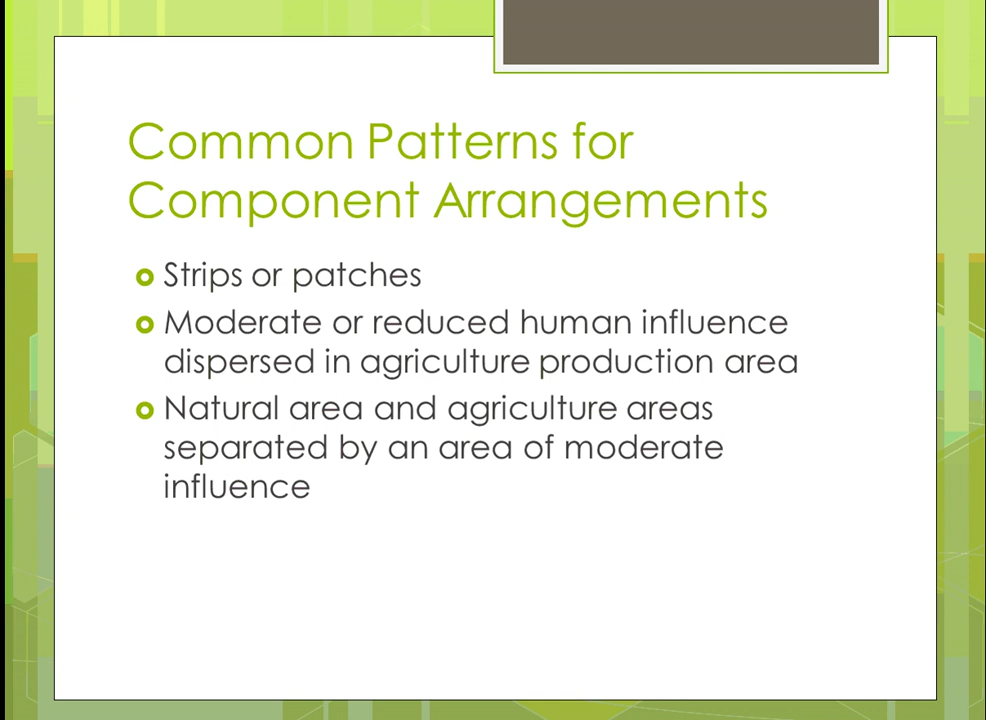 Common Patterns for
Component Arrangements
Strips or patches
Moderate or reduced human influence
dispersed in agriculture production area
Natural area and agriculture areas
separated by an area of moderate
influence